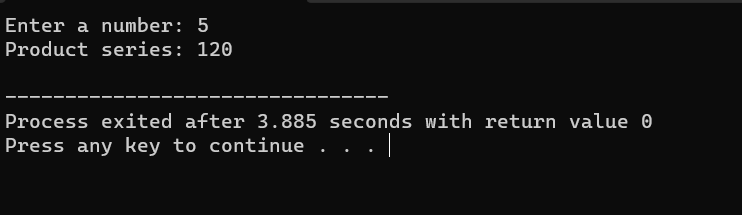 Enter a number: 5
Product series: 120
--------------------------------
Process exited after 3.885 seconds with return value 0
Press any key to continue . . .